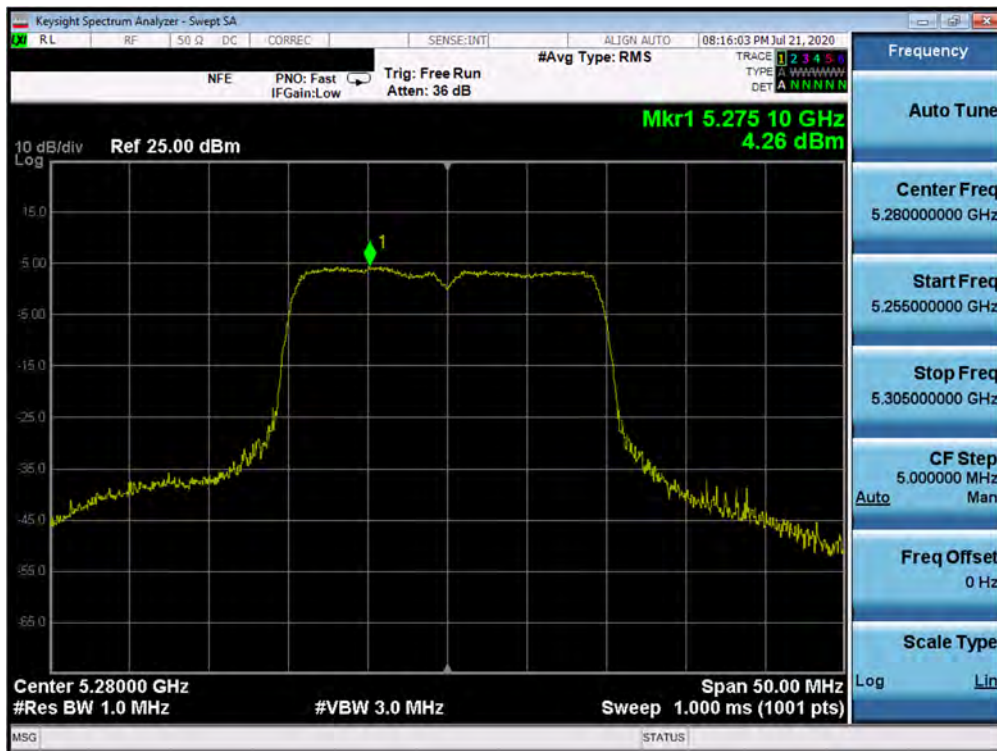 Keysight Spectrum Analyzer - Swept SA
LXI RL RF 50 Ω DC CORREC SENSE:INT ALIGN AUTO 08:16:03 PM Jul 21, 2020
NFE PNO: Fast Trig: Free Run #Avg Type: RMS TRACE 1 2 3 4 5 6
IFGain:Low Atten: 36 dB TYPE A WWWWW
DET A N N N N N
Mkr1 5.275 10 GHz
4.26 dBm
10 dB/div Ref 25.00 dBm
Log
15.0
5.00
1
-5.00
-15.0
-25.0
-35.0
-45.0
-55.0
-65.0
Center 5.28000 GHz Span 50.00 MHz
#Res BW 1.0 MHz #VBW 3.0 MHz Sweep 1.000 ms (1001 pts)
MSG STATUS
Frequency
Auto Tune
Center Freq
5.280000000 GHz
Start Freq
5.255000000 GHz
Stop Freq
5.305000000 GHz
CF Step
5.000000 MHz
Auto Man
Freq Offset
0 Hz
Scale Type
Log Lin